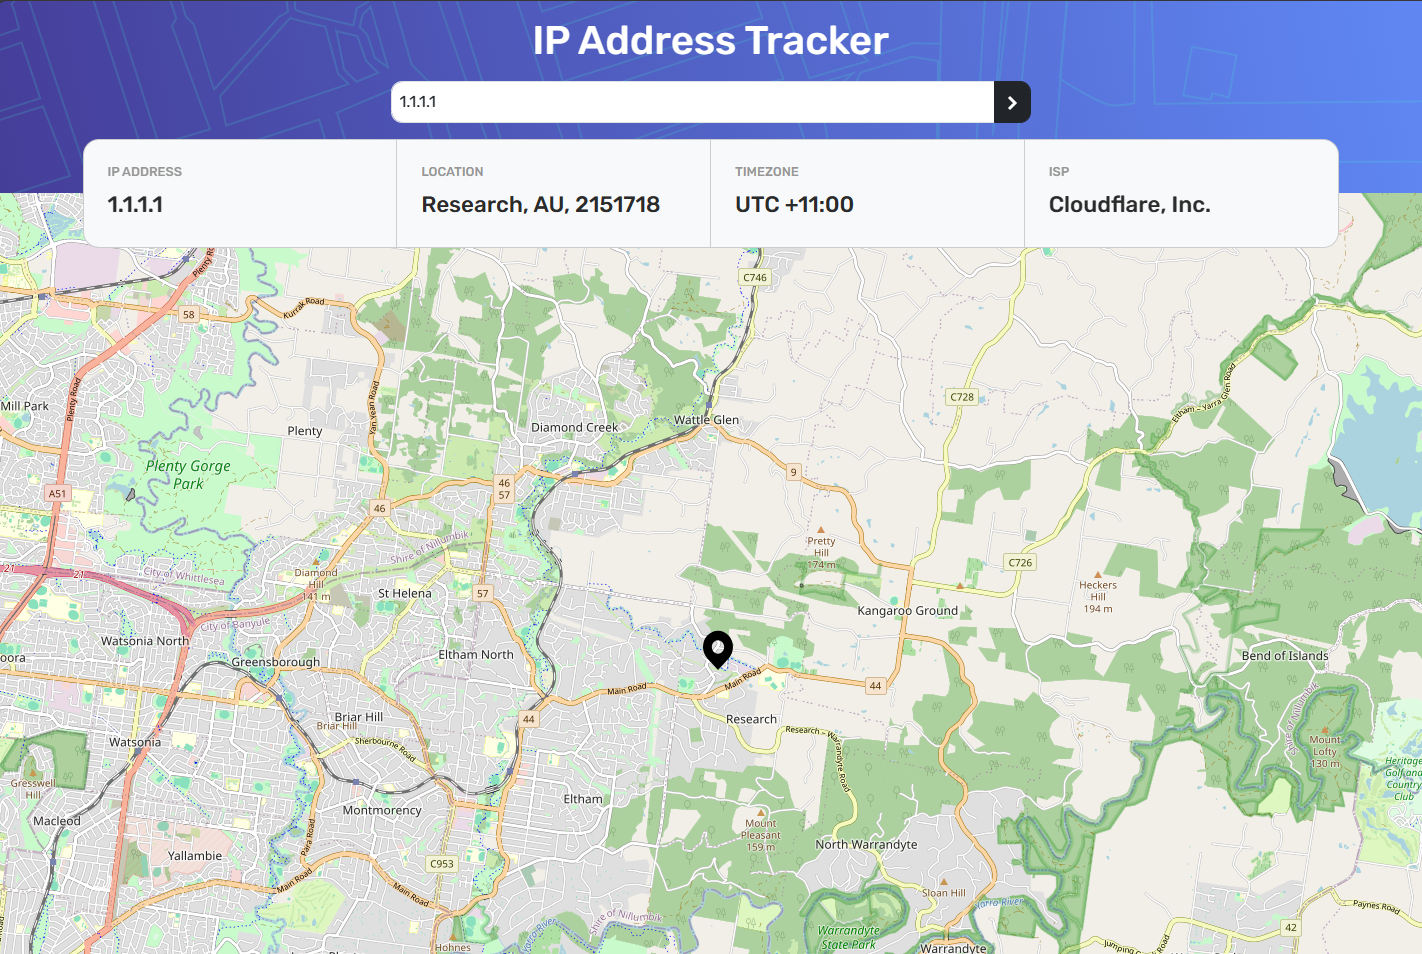 IP Address Tracker
1.1.1.1
IP ADDRESS
1.1.1.1
LOCATION
Research, AU, 2151718
TIMEZONE
UTC +11:00
ISP
Cloudflare, Inc.
C746
Plenty Road
58
Kurrak Road
Mill Park
Plenty Road
Yan Yean Road
Plenty
Diamond Creek
Wattle Glen
C728
Eltham - Yarra Glen Road
Plenty Gorge
Park
9
A51
46
57
46
Pretty
Hill
174 m
Shire of Nillumbik
C726
21
21
City of Whittlesea
Diamond
Hill
141 m
St Helena
57
Heckers
Hill
194 m
Kangaroo Ground
City of Banyule
Watsonia North
Greensborough
Eltham North
Bend of Islands
Main Road
Main Road
44
44
Research
Briar Hill
Briar Hill
Research - Warrandyte Road
Shire of Nillumbik
Watsonia
Sherbourne Road
Mount
Lofty
130 m
Gresswell
Hill
Heritage
Golf and
Country
Club
Macleod
Montmorency
Eltham
Mount
Pleasant
159 m
Para Road
North Warrandyte
Yallambie
C953
Main Road
Main Road
Sloan Hill
Yarra River
Paynes Road
Shire of Nillumbik
Yarra River
Warrandyte
State Park
42
Hohnes
Warrandyte
Jumping Creek Road